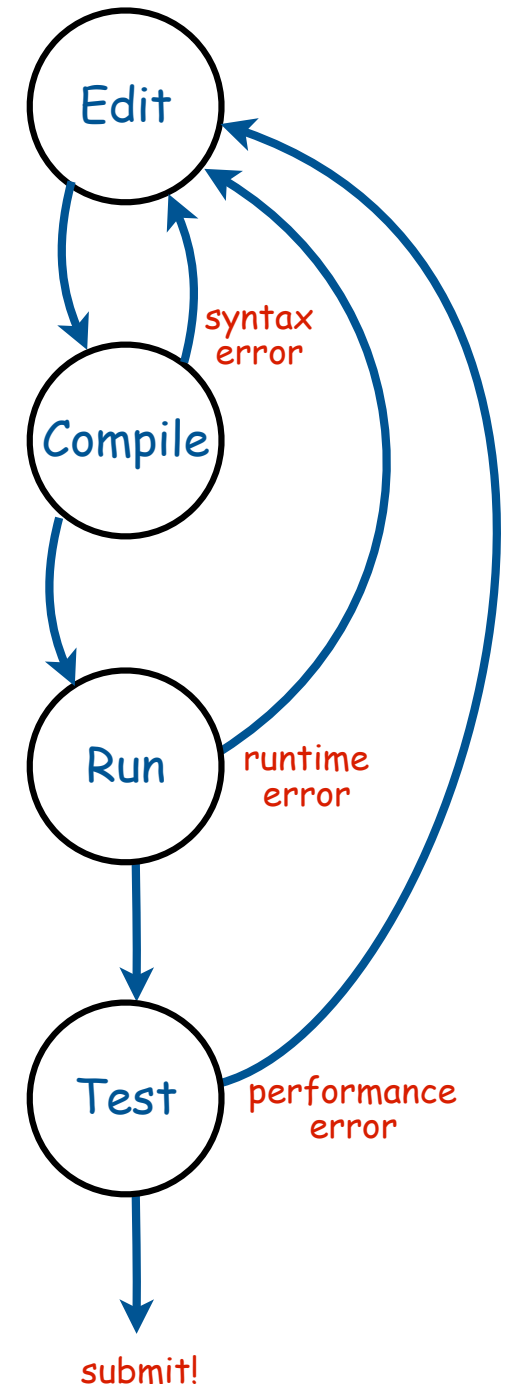 Edit
syntax
error
Compile
Run
runtime
error
Test
performance
error
submit!